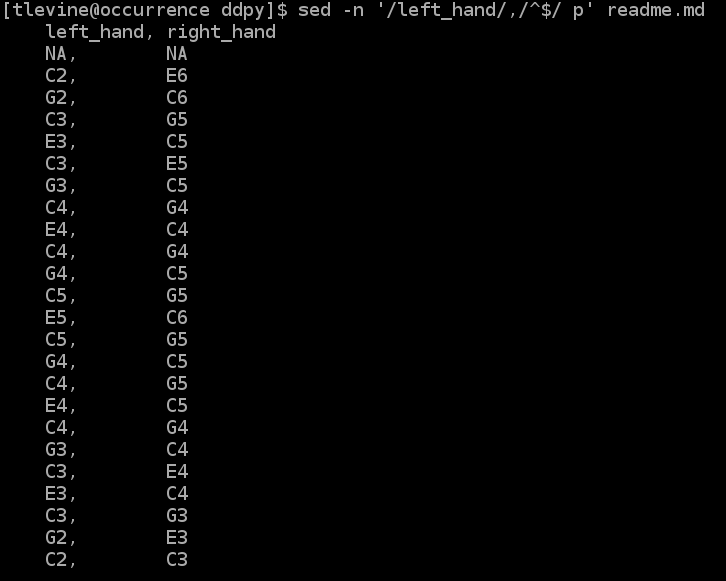 [tlevine@occurrence ddpy]$ sed -n '/left_hand/,/^$/ p' readme.md
left_hand, right_hand
NA, NA
C2, E6
G2, C6
C3, G5
E3, C5
C3, E5
G3, C5
C4, G4
E4, C4
C4, G4
G4, C5
C5, G5
E5, C6
C5, G5
G4, C5
C4, G5
E4, C5
C4, G4
G3, C4
C3, E4
E3, C4
C3, G3
G2, E3
C2, C3